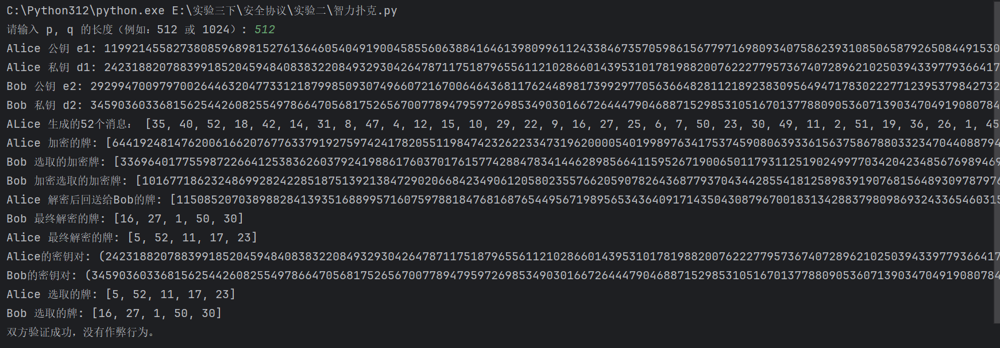 C:\Python312\python.exe E:\实验三下\安全协议\实验二\智力扑克.py
请输入 p, q 的长度（例如：512 或 1024）: 512
Alice 公钥 e1: 1199214558273808596898152761364605404919004585560638841646139809961124338467357059861567797169809340758623931085065879265084491530
Alice 私钥 d1: 2423188207883991852045948408383220849329304264787117518796556112102866014395310178198820076222779573674072896210250394339779366417
Bob 公钥 e2: 292994700979700264463204773312187998509307496607216700646436811762448981739929770563664828112189238309564947178302227712395379842732
Bob 私钥 d2: 345903603368156254426082554978664705681752656700778947959726985349030166726444790468871529853105167013778809053607139034704919080784
ALice 生成的52个消息： [35, 40, 52, 18, 42, 14, 31, 8, 47, 4, 12, 15, 10, 29, 22, 9, 16, 27, 25, 6, 7, 50, 23, 30, 49, 11, 2, 51, 19, 36, 26, 1, 45
Alice 加密的牌: [644192481476200616620767763379192759742417820551198474232622334731962000054019989763417537459080639336156375867880332347044088794
Bob 选取的加密牌: [33696401775598722664125383626037924198861760370176157742884783414462898566411595267190065011793112519024997703420423485676989469
Bob 加密选取的加密牌: [10167718623248699282422851875139213847290206684234906120580235576620590782643687793704344285541812589839190768156489309787976
Alice 解密后回送给Bob的牌: [115085207038988284139351688995716075978818476816876544956719895653436409171435043087967001831342883798098693243365460315
Bob 最终解密的牌: [16, 27, 1, 50, 30]
Alice 最终解密的牌: [5, 52, 11, 17, 23]
Alice的密钥对: (2423188207883991852045948408383220849329304264787117518796556112102866014395310178198820076222779573674072896210250394339779366417
Bob的密钥对: (345903603368156254426082554978664705681752656700778947959726985349030166726444790468871529853105167013778809053607139034704919080784
Alice 选取的牌: [5, 52, 11, 17, 23]
Bob 选取的牌: [16, 27, 1, 50, 30]
双方验证成功，没有作弊行为。